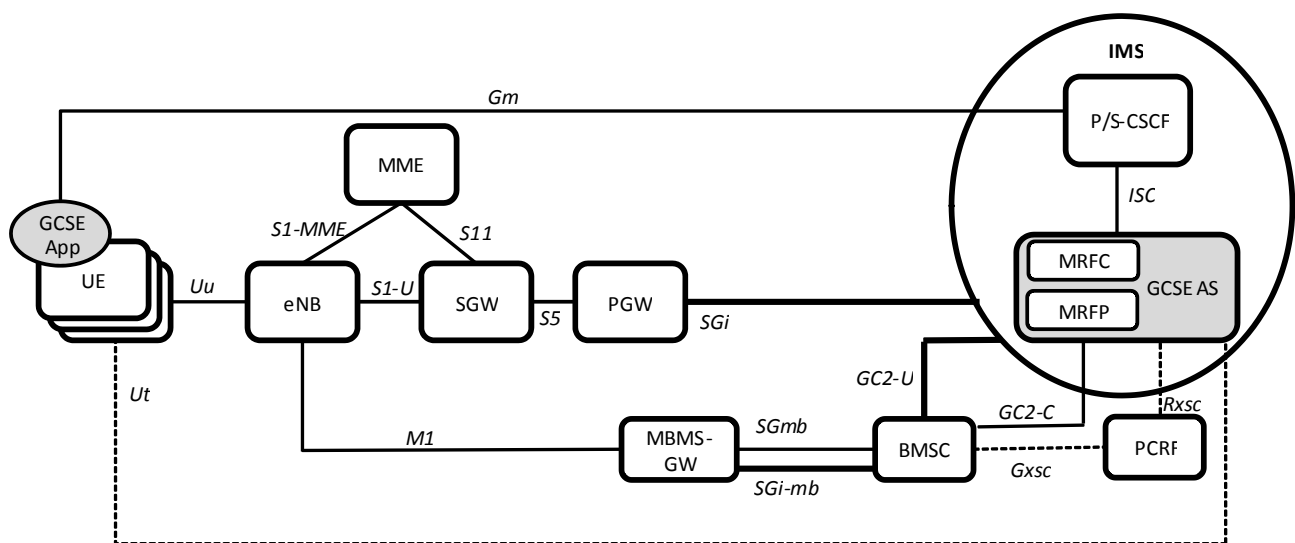 IMS
Gm
P/S-CSCF
MME
ISC
GCSE
App
S1-MME
S11
MRFC
UE
GCSE AS
Uu
eNB
S1-U
SGW
S5
PGW
SGi
MRFP
Ut
GC2-U
Rxsc
GC2-C
M1
MBMS-
GW
SGmb
BMSC
PCRF
Gxsc
SGi-mb